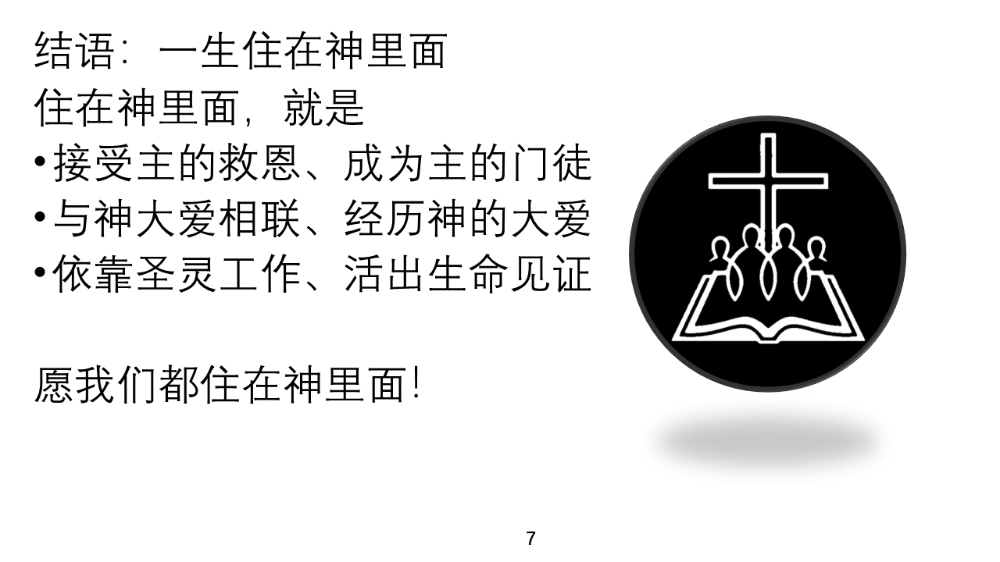 结语：一生住在神里面
住在神里面，就是
•接受主的救恩、成为主的门徒
•与神大爱相联、经历神的大爱
•依靠圣灵工作、活出生命见证
愿我们都住在神里面！
7